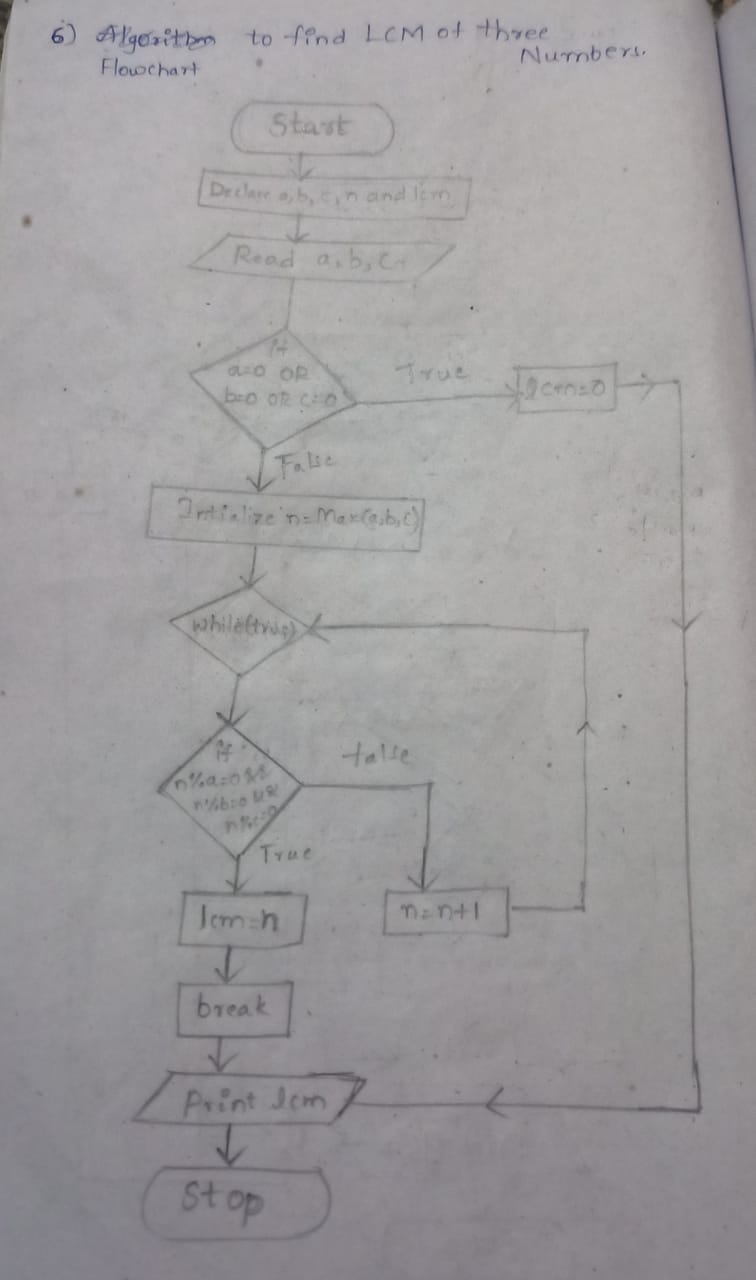 6) Algorithm to find LCM of three
Numbers.
Flowchart
Start
Declare a, b, c, n and lcm
Read a, b, c
if
a=0 OR
b=0 OR c=0
True
lcm=0
False
Initialize n=Max(a,b,c)
while(true)
if
n%a=0 &&
n%b=0 &&
n%c=0
false
True
lcm=n
n=n+1
break
Print lcm
Stop